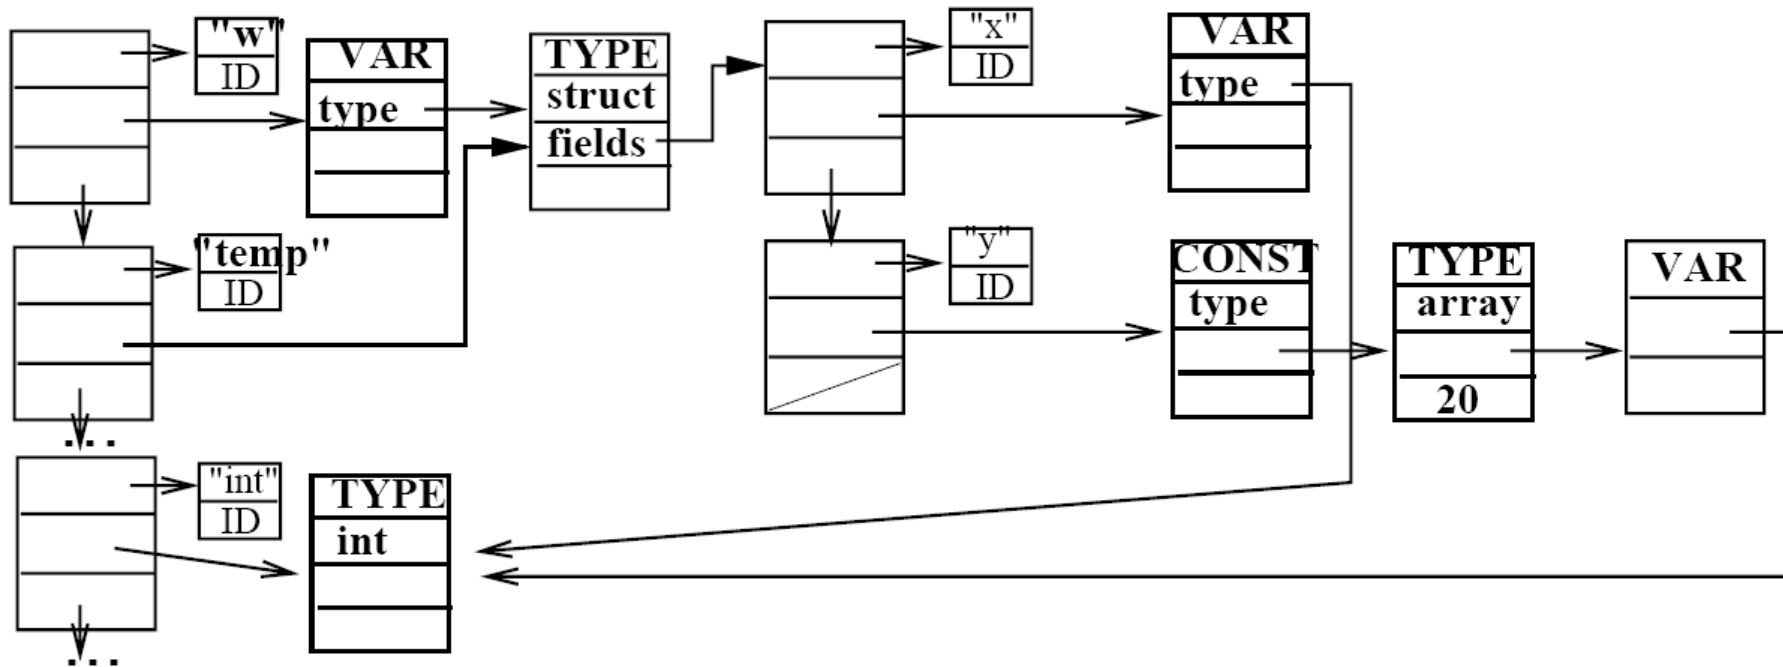 "w"
ID
VAR
type
TYPE
struct
fields
"x"
ID
VAR
type
"temp"
ID
"y"
ID
CONST
type
TYPE
array
20
VAR
...
"int"
ID
TYPE
int
...